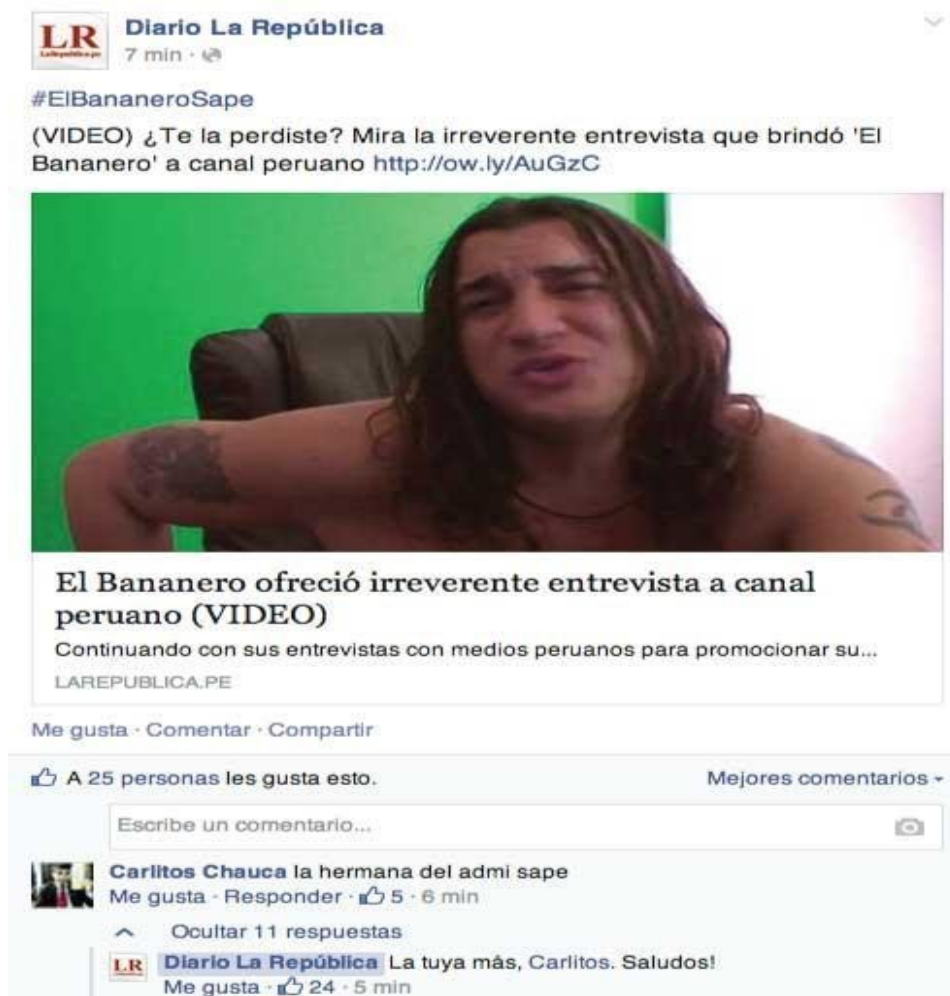 LR
LaRepublica.pe
Diario La República
7 min
#ElBananeroSape
(VIDEO) ¿Te la perdiste? Mira la irreverente entrevista que brindó 'El
Bananero' a canal peruano http://ow.ly/AuGzC
El Bananero ofreció irreverente entrevista a canal
peruano (VIDEO)
Continuando con sus entrevistas con medios peruanos para promocionar su...
LAREPUBLICA.PE
Me gusta · Comentar · Compartir
A 25 personas les gusta esto.
Mejores comentarios
Escribe un comentario...
Carlitos Chauca la hermana del admi sape
Me gusta · Responder · 5 · 6 min
Ocultar 11 respuestas
LR
Diario La República La tuya más, Carlitos. Saludos!
Me gusta · 24 · 5 min